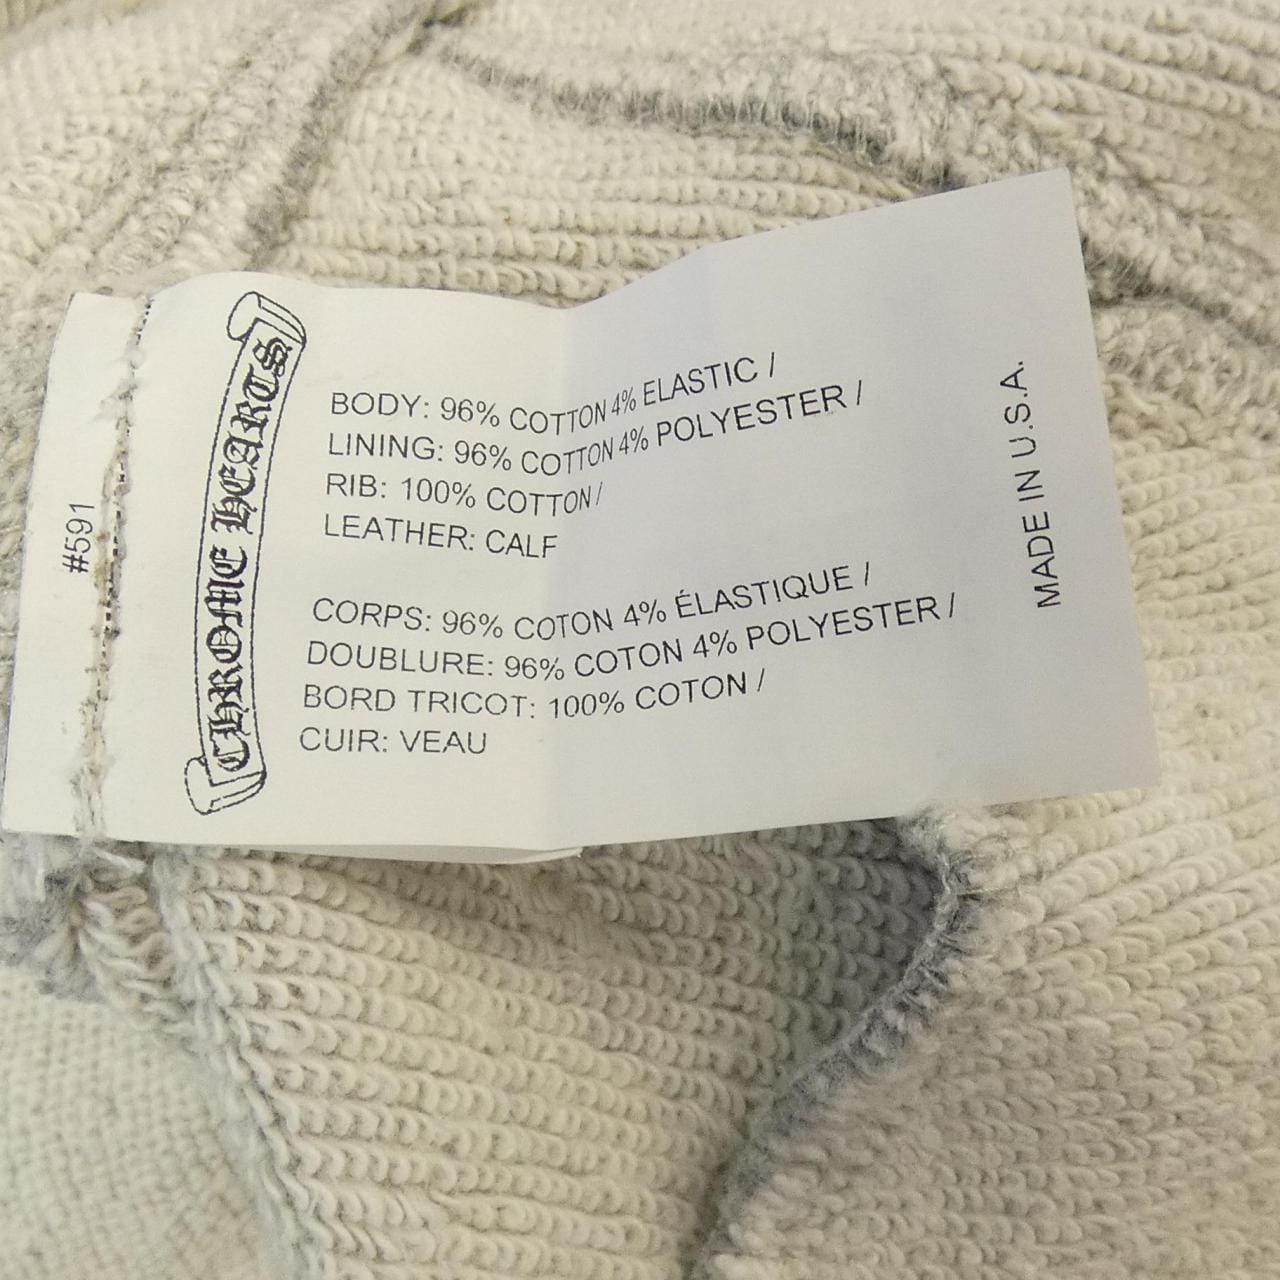 #591
CHROME HEARTS
BODY: 96% COTTON 4% ELASTIC /
LINING: 96% COTTON 4% POLYESTER /
RIB: 100% COTTON /
LEATHER: CALF
CORPS: 96% COTON 4% ÉLASTIQUE /
DOUBLURE: 96% COTON 4% POLYESTER /
BORD TRICOT: 100% COTON /
CUIR: VEAU
MADE IN U.S.A.